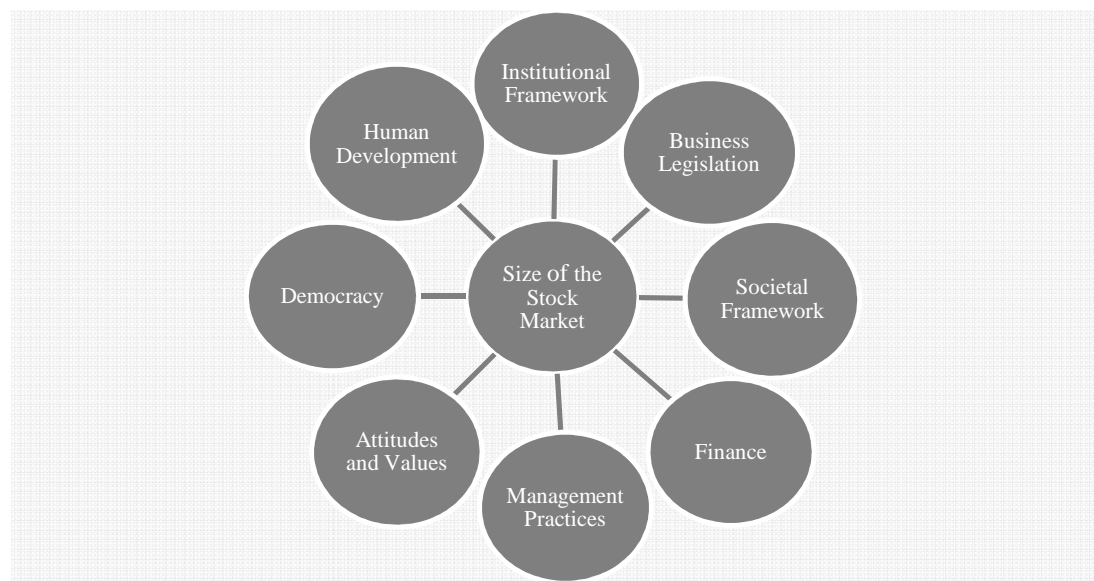 Institutional
Framework
Business
Legislation
Societal
Framework
Finance
Management
Practices
Attitudes
and Values
Democracy
Human
Development
Size of the
Stock
Market